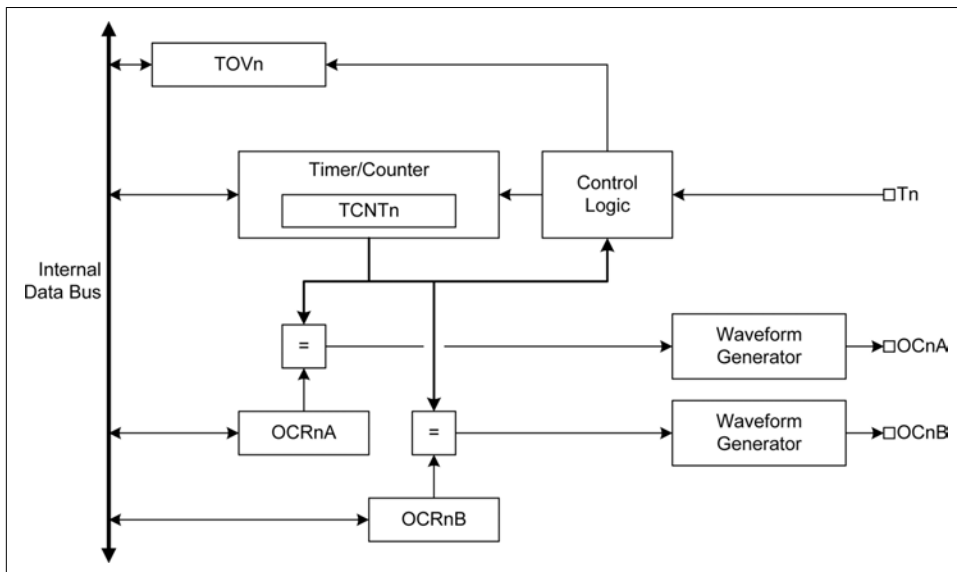 TOVn
Timer/Counter
TCNTn
Control
Logic
Tn
Internal
Data Bus
=
Waveform
Generator
OCnA
OCRnA
=
Waveform
Generator
OCnB
OCRnB